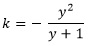 k = − y² / (y + 1)